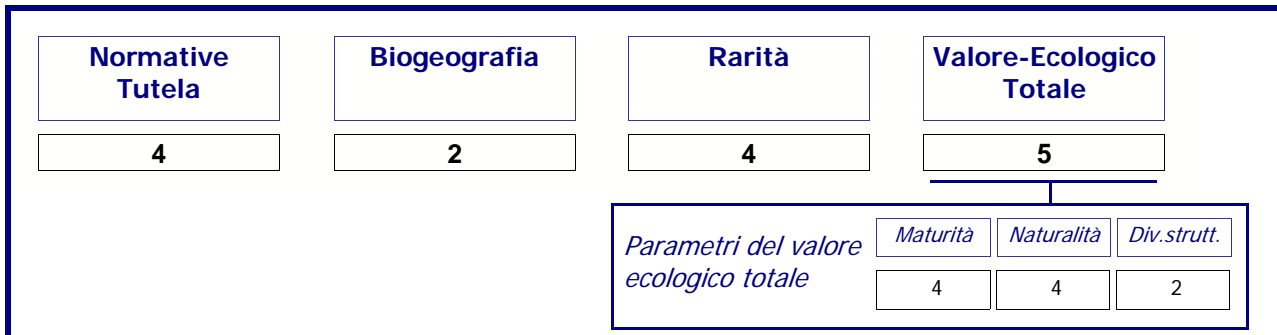 Normative
Tutela
Biogeografia
Rarità
Valore-Ecologico
Totale
4
2
4
5
Parametri del valore
ecologico totale
Maturità
Naturalità
Div.strutt.
4
4
2